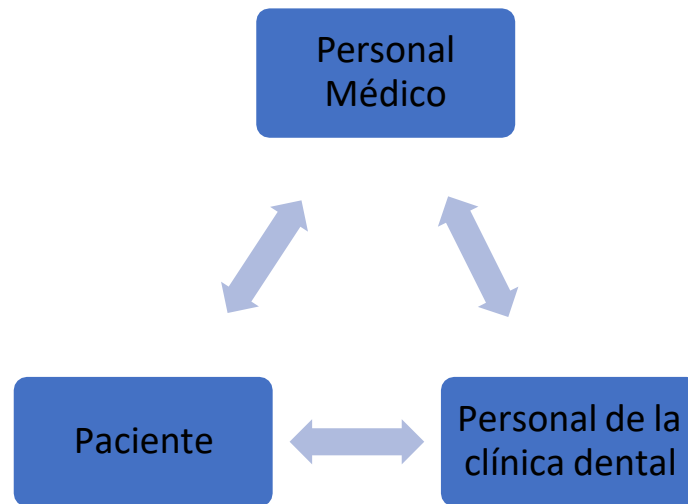 Personal
Médico
Paciente
Personal de la
clínica dental